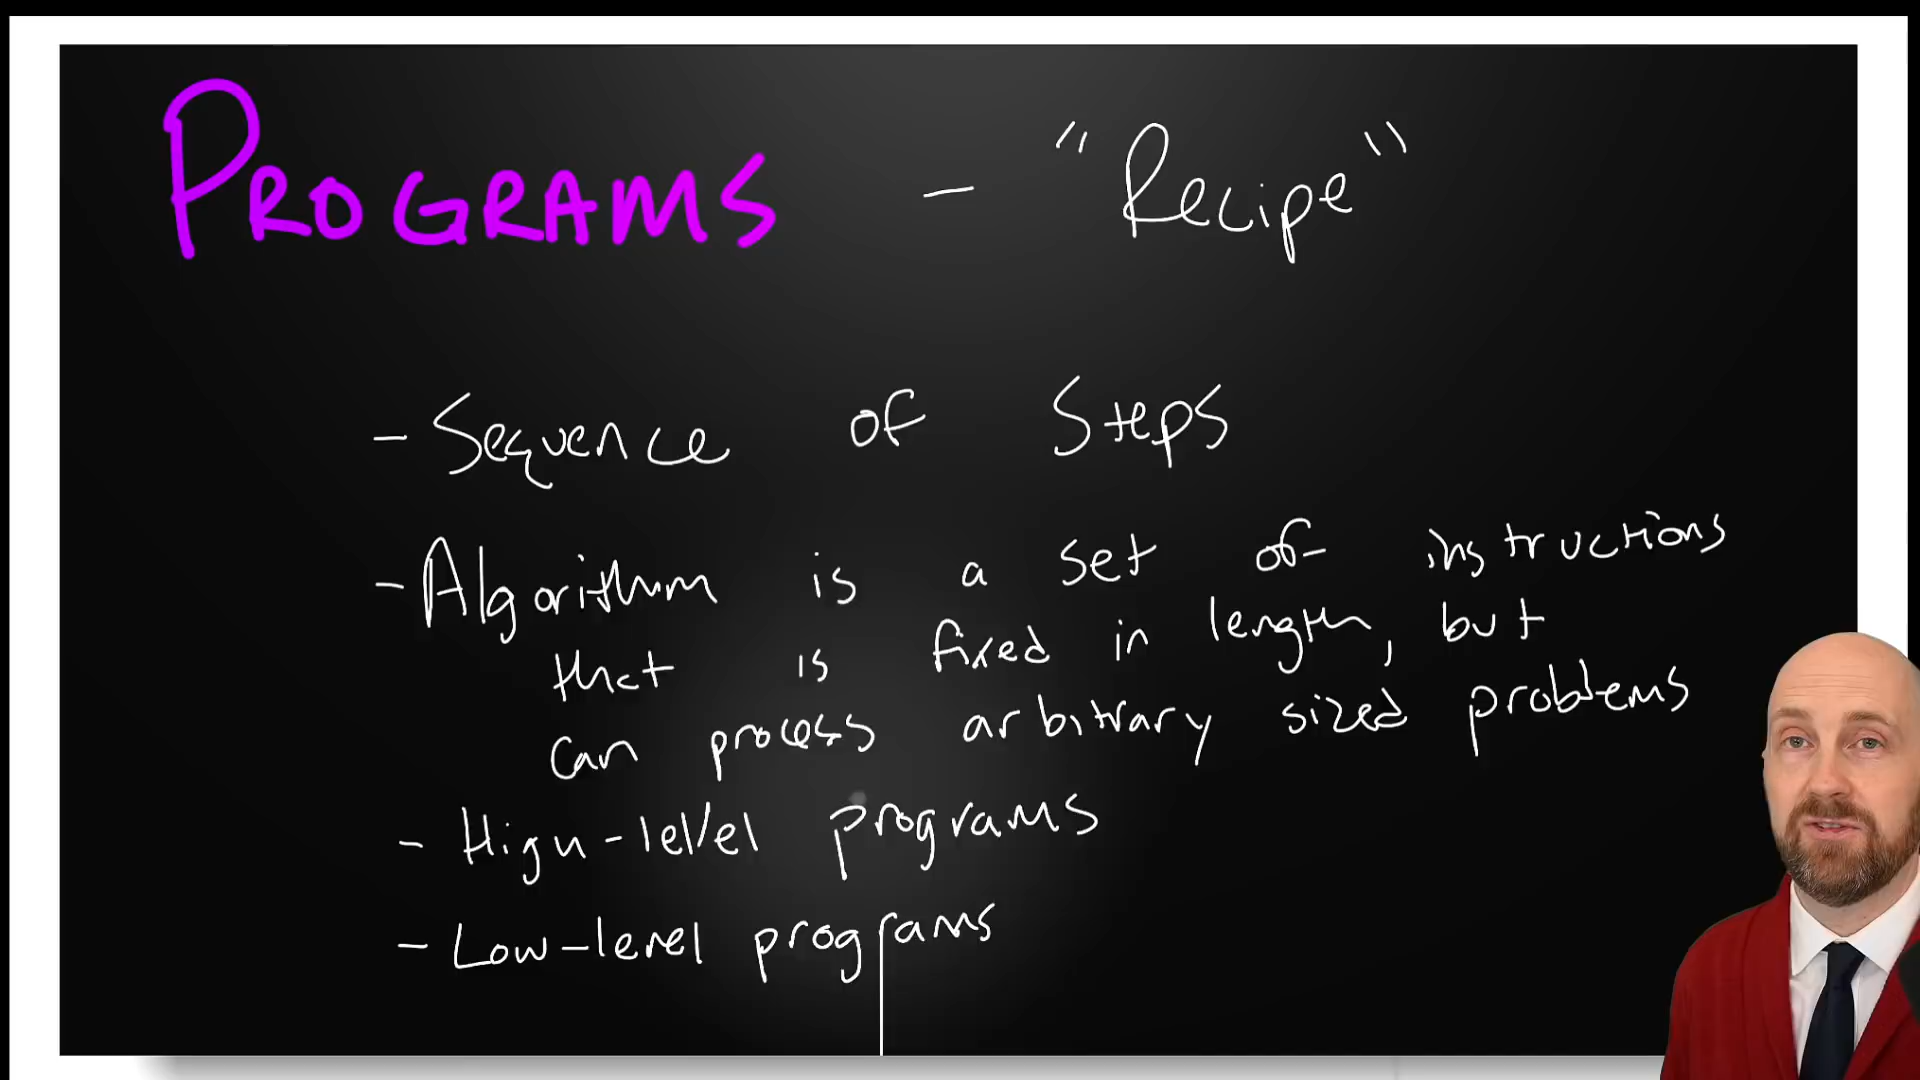 PROGRAMS - "Recipe"
- Sequence of Steps
- Algorithm is a set of instructions
that is fixed in length, but
can process arbitrary sized problems
- High-level programs
- Low-level programs